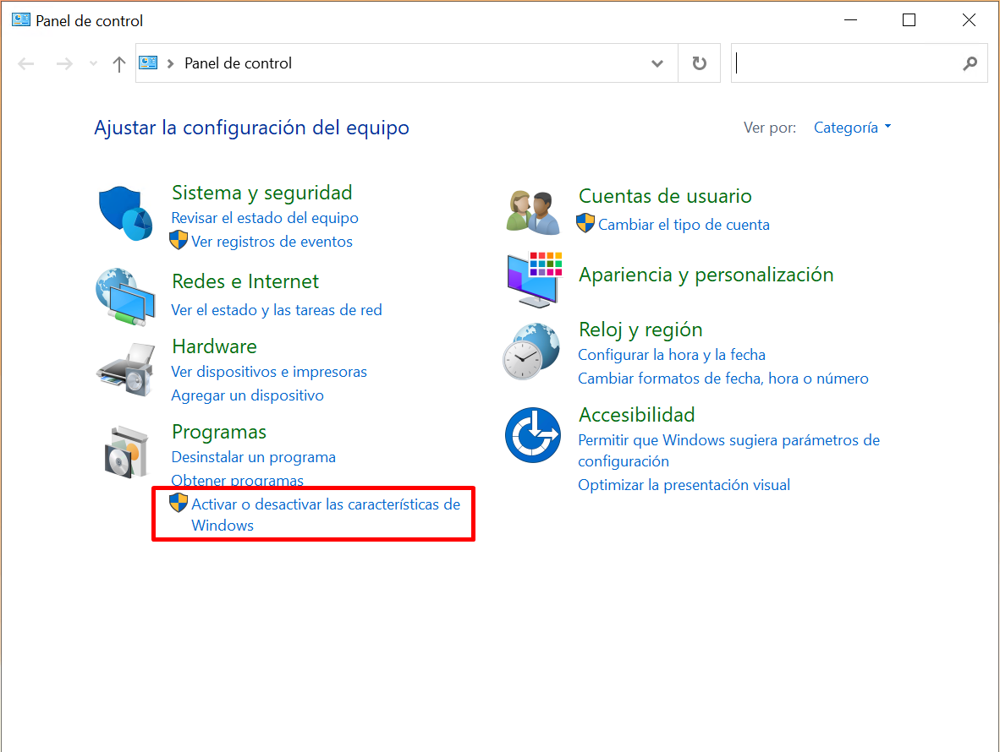 Panel de control
Panel de control
Ajustar la configuración del equipo
Ver por: Categoría
Sistema y seguridad
Revisar el estado del equipo
Ver registros de eventos
Redes e Internet
Ver el estado y las tareas de red
Hardware
Ver dispositivos e impresoras
Agregar un dispositivo
Programas
Desinstalar un programa
Obtener programas
Activar o desactivar las características de
Windows
Cuentas de usuario
Cambiar el tipo de cuenta
Apariencia y personalización
Reloj y región
Configurar la hora y la fecha
Cambiar formatos de fecha, hora o número
Accesibilidad
Permitir que Windows sugiera parámetros de
configuración
Optimizar la presentación visual